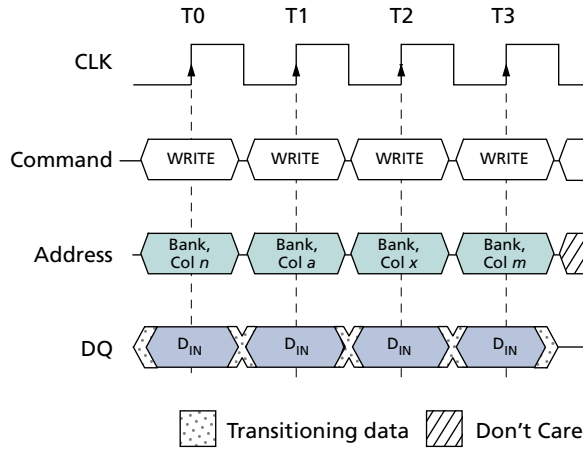 T0 T1 T2 T3
CLK
Command WRITE WRITE WRITE WRITE
Address Bank, Col n Bank, Col a Bank, Col x Bank, Col m
DQ DIN DIN DIN DIN
Transitioning data Don't Care